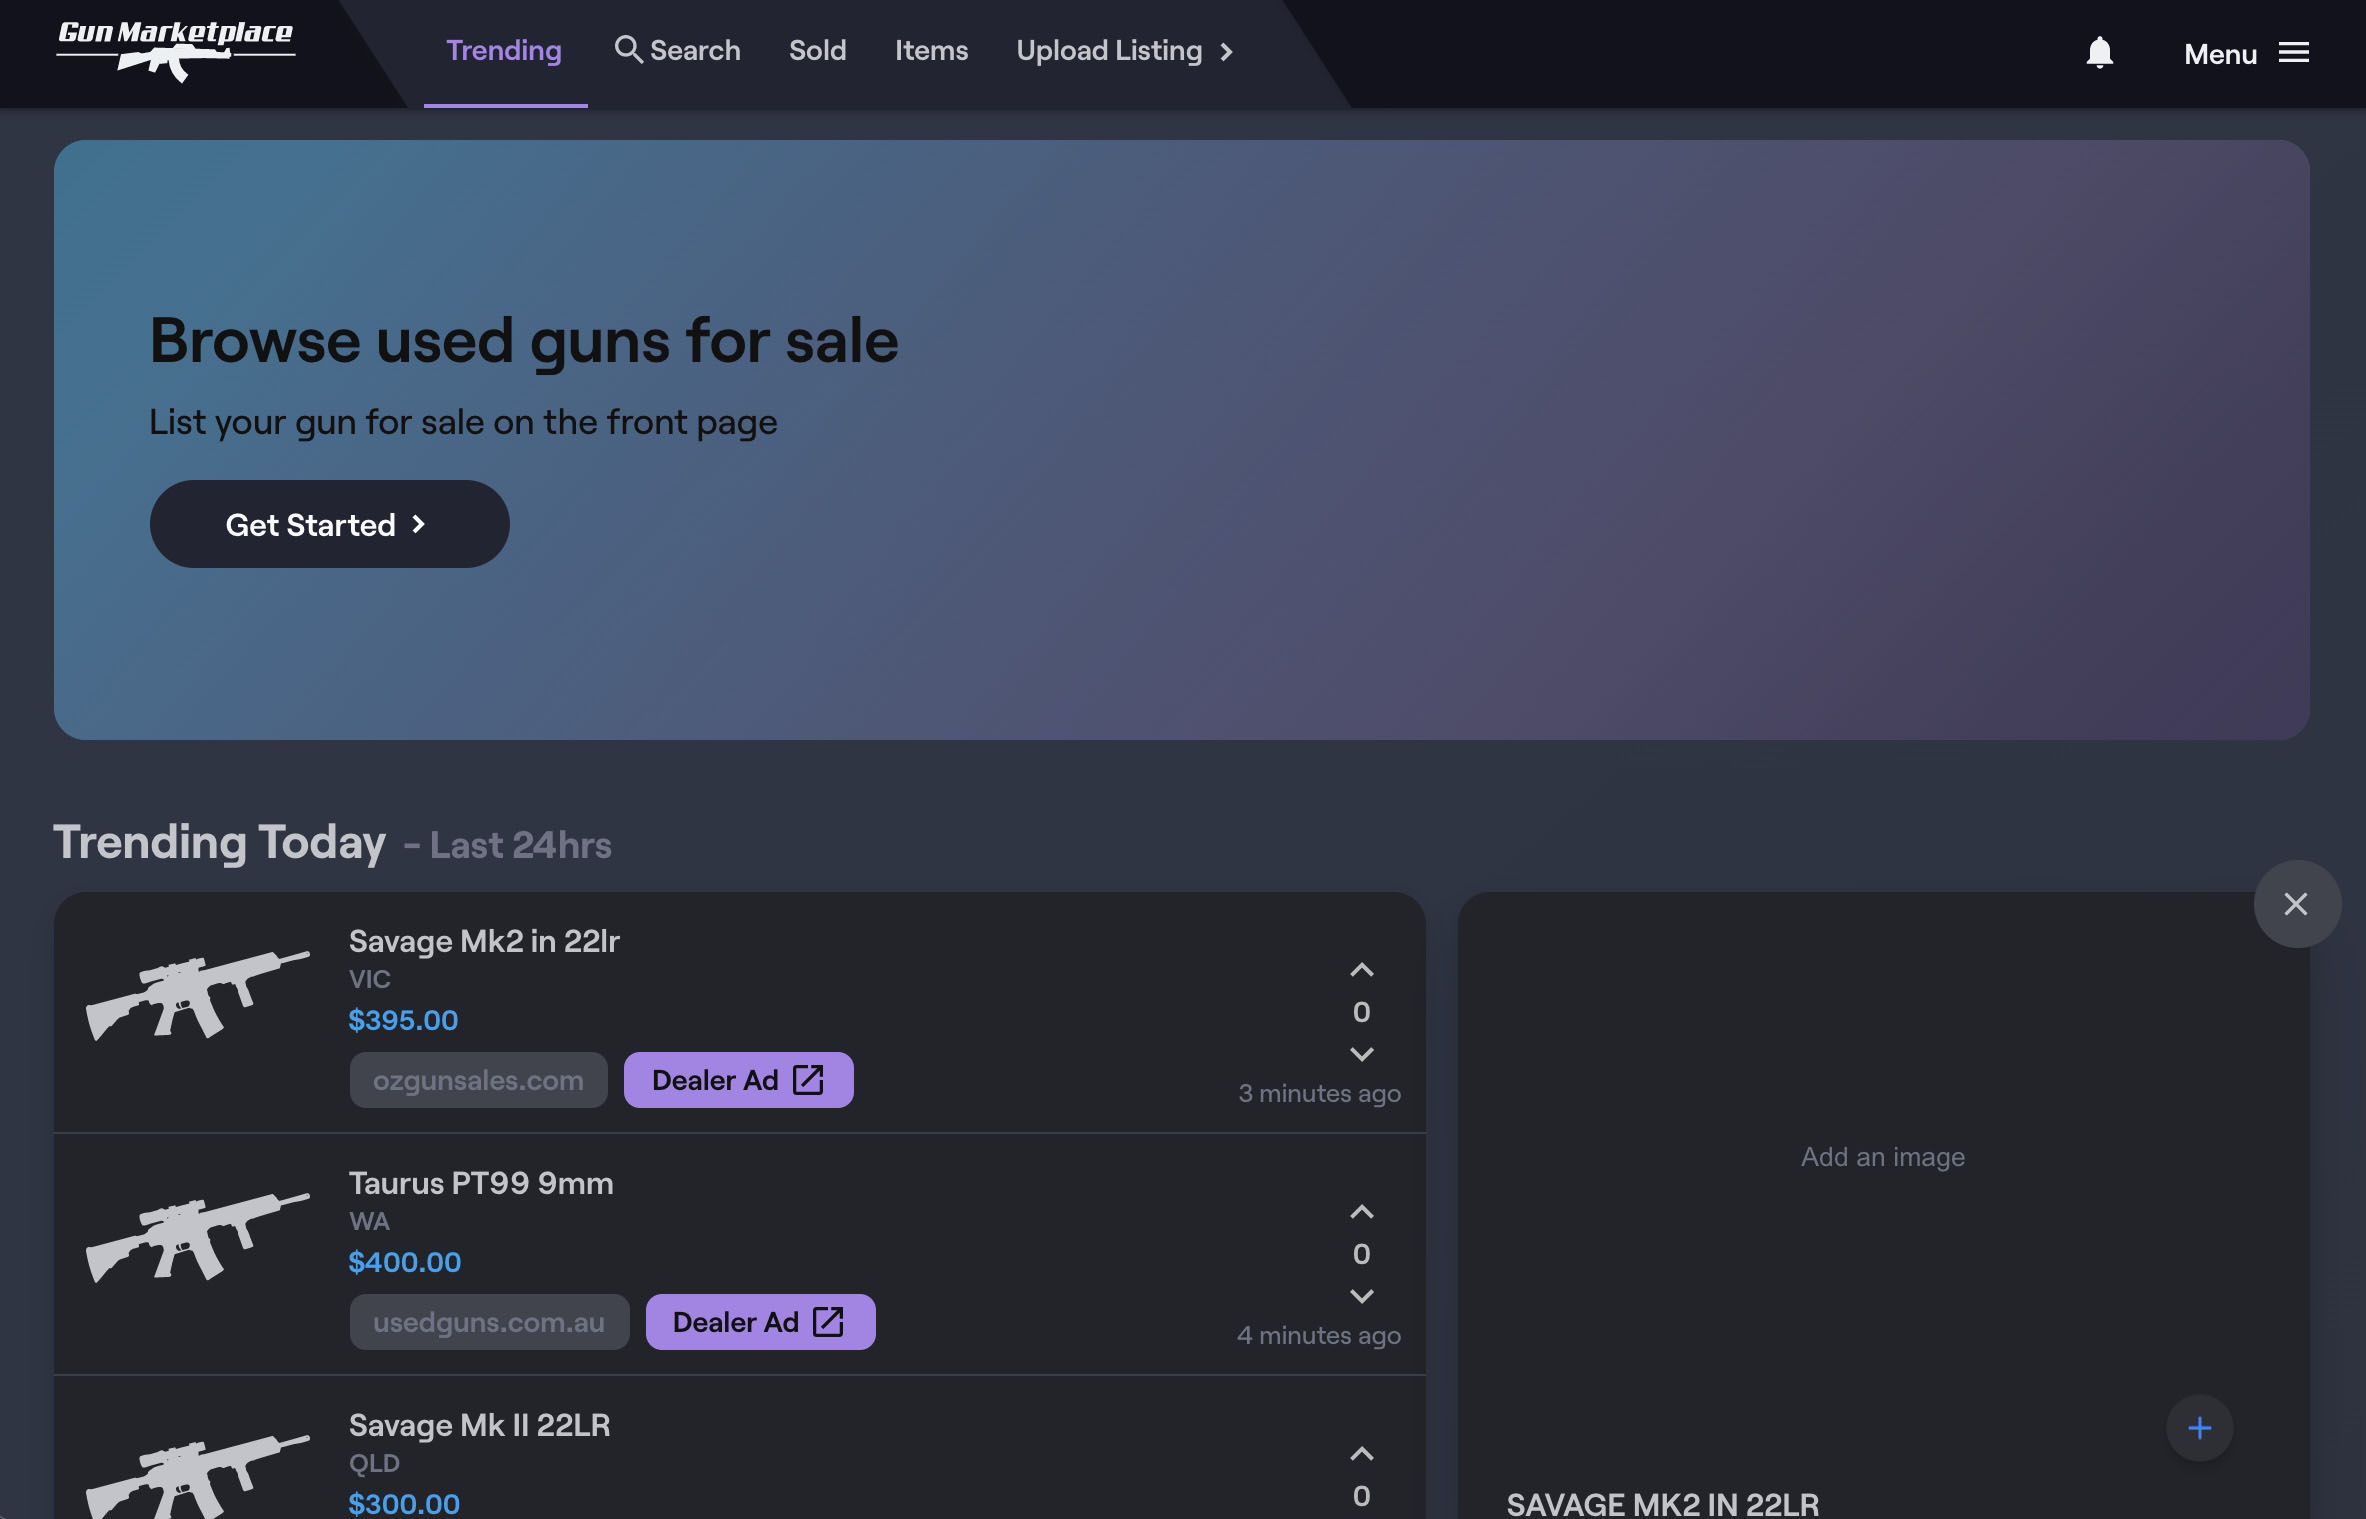 Gun Marketplace
Trending
Search
Sold
Items
Upload Listing
Menu
Browse used guns for sale
List your gun for sale on the front page
Get Started
Trending Today - Last 24hrs
Savage Mk2 in 22lr
VIC
$395.00
ozgunsales.com
Dealer Ad
0
3 minutes ago
Taurus PT99 9mm
WA
$400.00
usedguns.com.au
Dealer Ad
0
4 minutes ago
Savage Mk II 22LR
QLD
$300.00
0
Add an image
SAVAGE MK2 IN 22LR